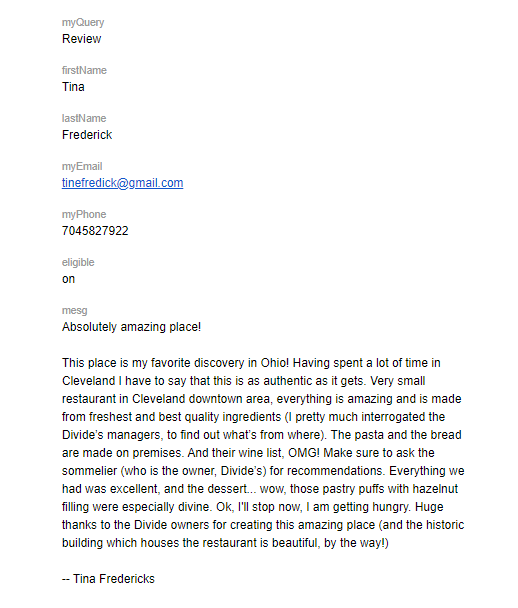 myQuery
Review
firstName
Tina
lastName
Frederick
myEmail
tinefredick@gmail.com
myPhone
7045827922
eligible
on
mesg
Absolutely amazing place!
This place is my favorite discovery in Ohio! Having spent a lot of time in
Cleveland I have to say that this is as authentic as it gets. Very small
restaurant in Cleveland downtown area, everything is amazing and is made
from freshest and best quality ingredients (I pretty much interrogated the
Divide's managers, to find out what's from where). The pasta and the bread
are made on premises. And their wine list, OMG! Make sure to ask the
sommelier (who is the owner, Divide's) for recommendations. Everything we
had was excellent, and the dessert... wow, those pastry puffs with hazelnut
filling were especially divine. Ok, I'll stop now, I am getting hungry. Huge
thanks to the Divide owners for creating this amazing place (and the historic
building which houses the restaurant is beautiful, by the way!)
-- Tina Fredericks